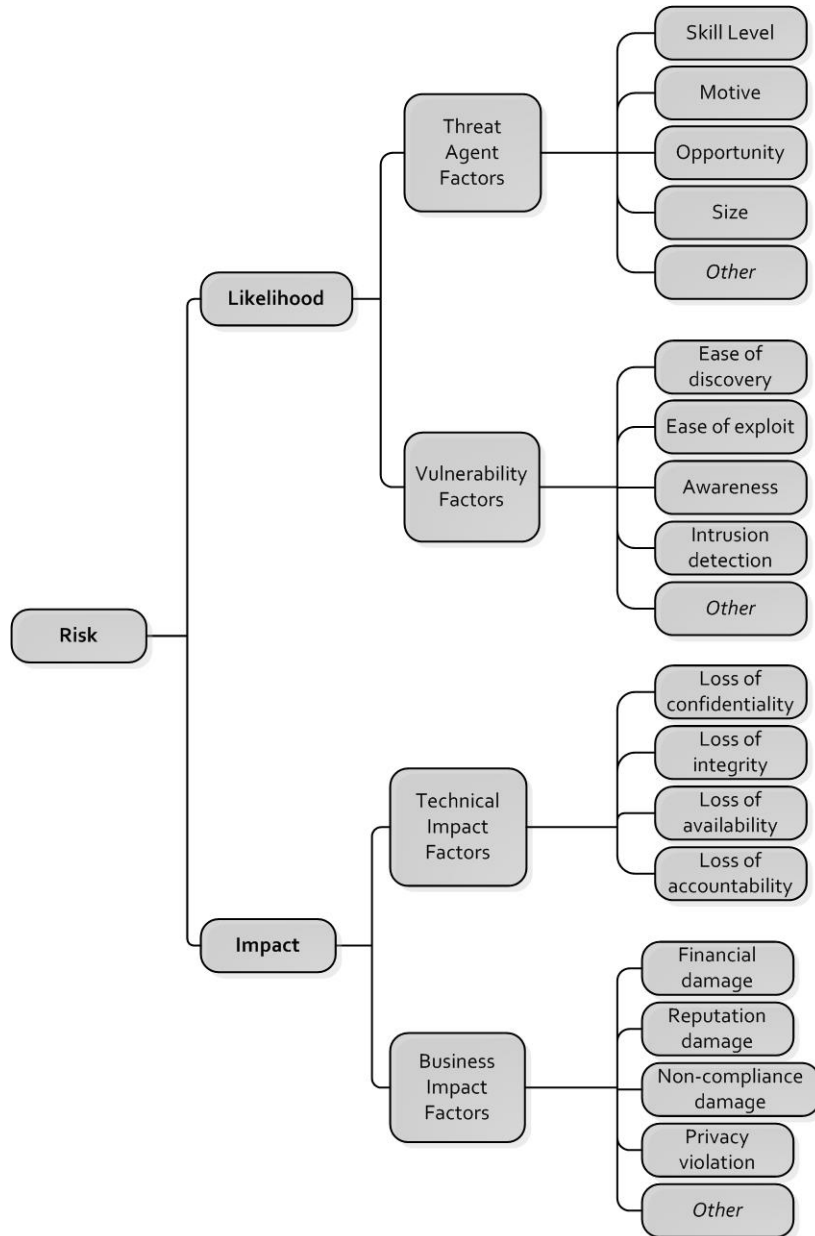 Skill Level
Motive
Threat
Agent
Factors
Opportunity
Size
Other
Likelihood
Ease of
discovery
Ease of exploit
Vulnerability
Factors
Awareness
Intrusion
detection
Other
Risk
Loss of
confidentiality
Loss of
integrity
Technical
Impact
Factors
Loss of
availability
Loss of
accountability
Impact
Financial
damage
Reputation
damage
Business
Impact
Factors
Non-compliance
damage
Privacy
violation
Other